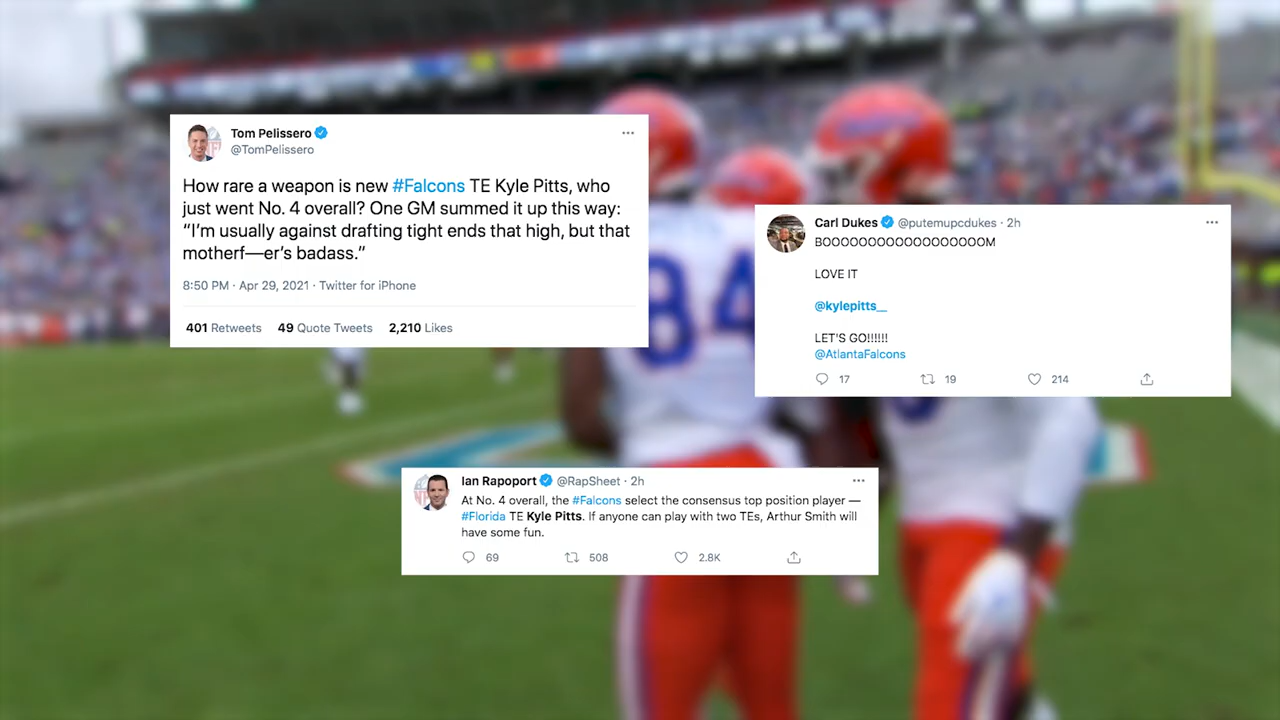 Tom Pelissero
@TomPelissero
How rare a weapon is new #Falcons TE Kyle Pitts, who
just went No. 4 overall? One GM summed it up this way:
“I’m usually against drafting tight ends that high, but that
motherf—er’s badass.”
8:50 PM · Apr 29, 2021 · Twitter for iPhone
401 Retweets 49 Quote Tweets 2,210 Likes
Carl Dukes @putemupcdukes · 2h
BOOOOOOOOOOOOOOOOOOM
LOVE IT
@kylepitts__
LET'S GO!!!!!!
@AtlantaFalcons
17 19 214
Ian Rapoport @RapSheet · 2h
At No. 4 overall, the #Falcons select the consensus top position player —
#Florida TE Kyle Pitts. If anyone can play with two TEs, Arthur Smith will
have some fun.
69 508 2.8K
84